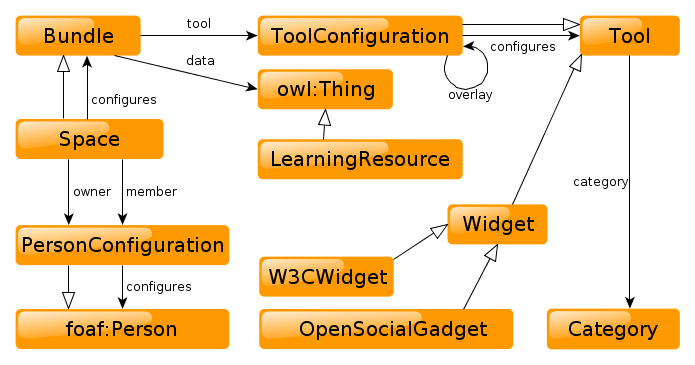 Bundle
tool
ToolConfiguration
configures
Tool
data
overlay
owl:Thing
configures
Space
LearningResource
owner
member
category
PersonConfiguration
Widget
W3CWidget
configures
foaf:Person
OpenSocialGadget
Category